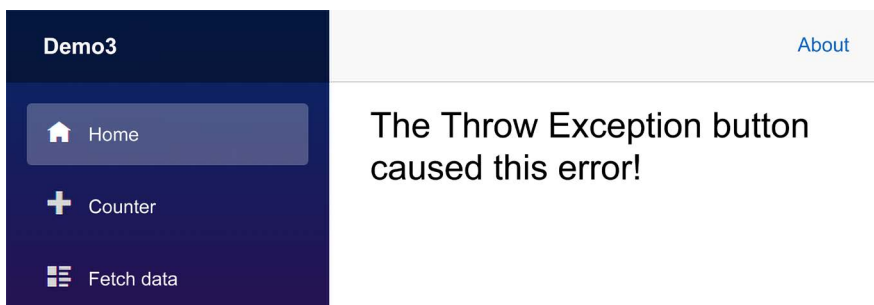 Demo3
About
Home
Counter
Fetch data
The Throw Exception button
caused this error!